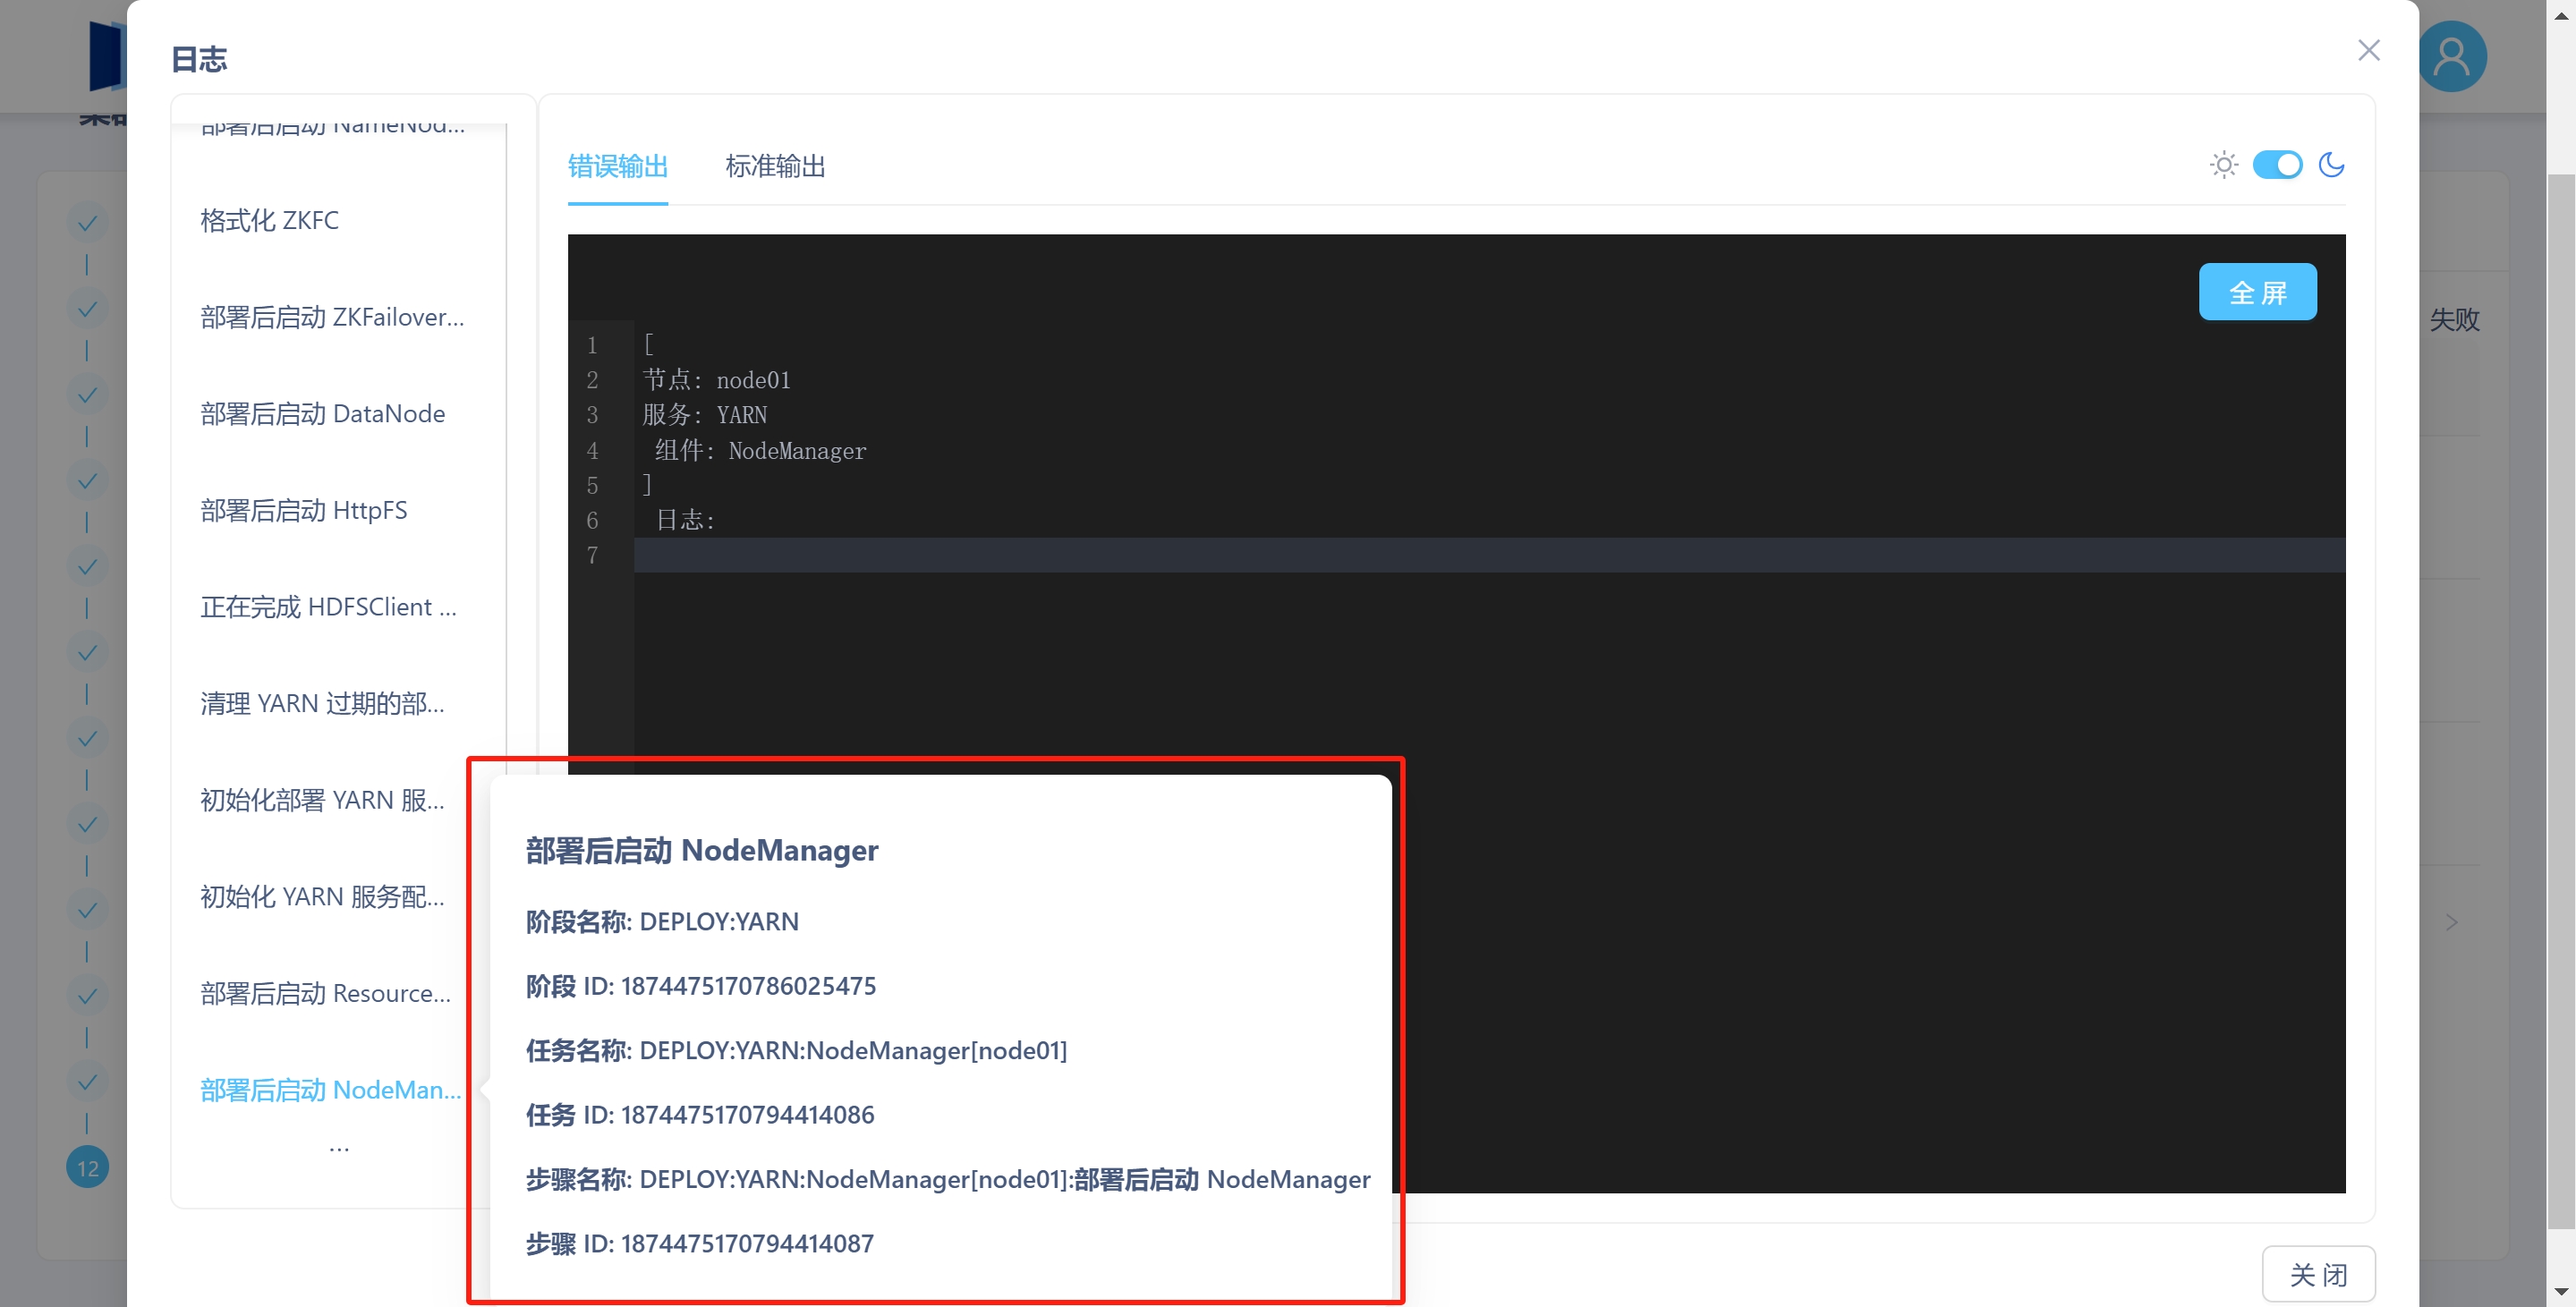 日志
部署后启动 NameNod...
格式化 ZKFC
部署后启动 ZKFailover...
部署后启动 DataNode
部署后启动 HttpFS
正在完成 HDFSClient ...
清理 YARN 过期的部...
初始化部署 YARN 服...
初始化 YARN 服务配...
部署后启动 Resource...
部署后启动 NodeMan...
...
12
错误输出
标准输出
全屏
1 [
2 节点: node01
3 服务: YARN
4 组件: NodeManager
5 ]
6 日志:
7
部署后启动 NodeManager
阶段名称: DEPLOY:YARN
阶段 ID: 1874475170786025475
任务名称: DEPLOY:YARN:NodeManager[node01]
任务 ID: 1874475170794414086
步骤名称: DEPLOY:YARN:NodeManager[node01]:部署后启动 NodeManager
步骤 ID: 1874475170794414087
失败
关闭